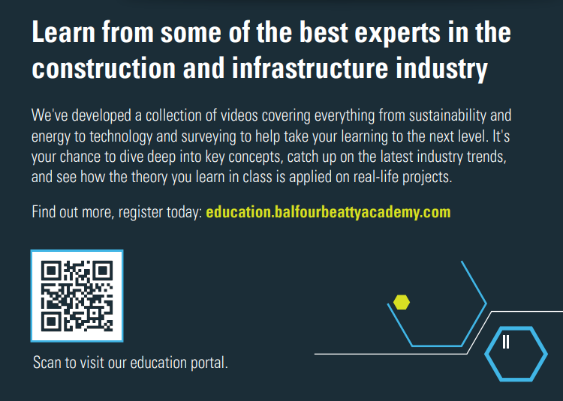 Learn from some of the best experts in the
construction and infrastructure industry
We've developed a collection of videos covering everything from sustainability and
energy to technology and surveying to help take your learning to the next level. It's
your chance to dive deep into key concepts, catch up on the latest industry trends,
and see how the theory you learn in class is applied on real-life projects.
Find out more, register today: education.balfourbeattyacademy.com
Scan to visit our education portal.